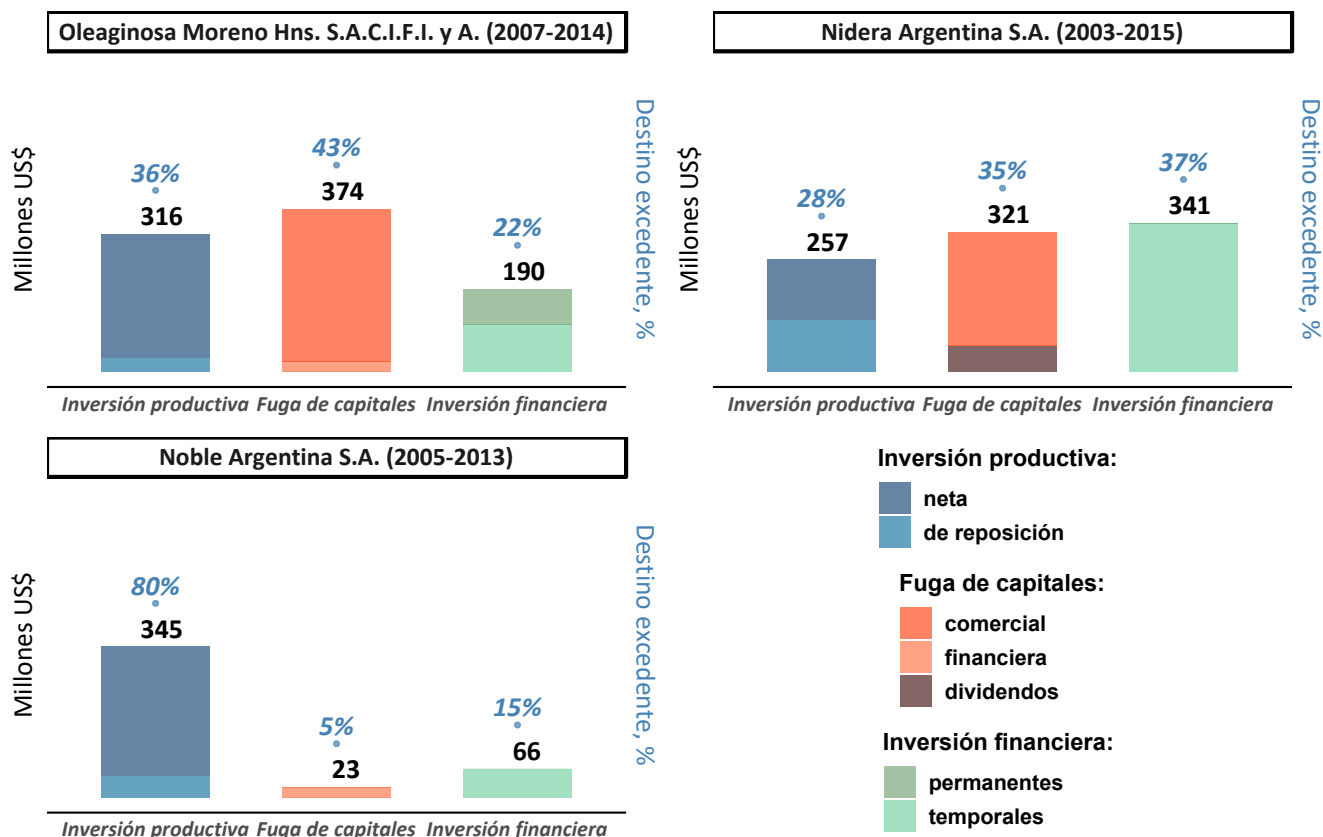 Oleaginosa Moreno Hns. S.A.C.I.F.I. y A. (2007-2014)
Millones US$
36%
316
43%
374
22%
190
Destino excedente, %
Inversión productiva Fuga de capitales Inversión financiera
Nidera Argentina S.A. (2003-2015)
Millones US$
28%
257
35%
321
37%
341
Destino excedente, %
Inversión productiva Fuga de capitales Inversión financiera
Noble Argentina S.A. (2005-2013)
Millones US$
80%
345
5%
23
15%
66
Destino excedente, %
Inversión productiva Fuga de capitales Inversión financiera
Inversión productiva:
neta
de reposición
Fuga de capitales:
comercial
financiera
dividendos
Inversión financiera:
permanentes
temporales